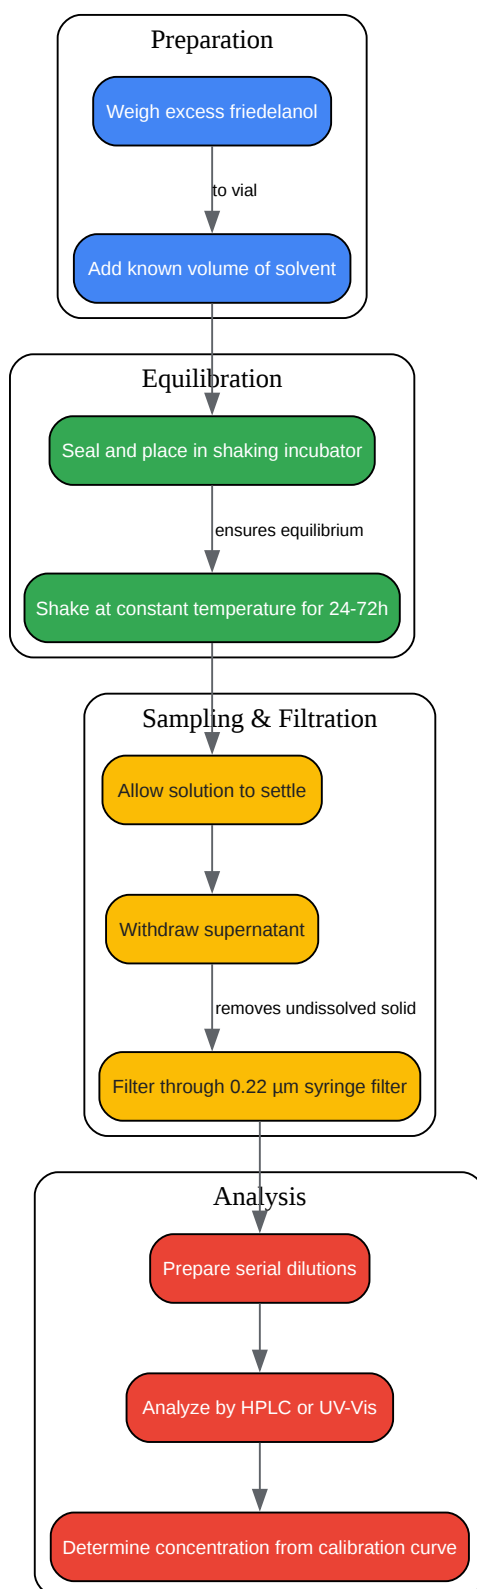 Preparation
Weigh excess friedelanol
to vial
Add known volume of solvent
Equilibration
Seal and place in shaking incubator
ensures equilibrium
Shake at constant temperature for 24-72h
Sampling & Filtration
Allow solution to settle
Withdraw supernatant
removes undissolved solid
Filter through 0.22 µm syringe filter
Analysis
Prepare serial dilutions
Analyze by HPLC or UV-Vis
Determine concentration from calibration curve